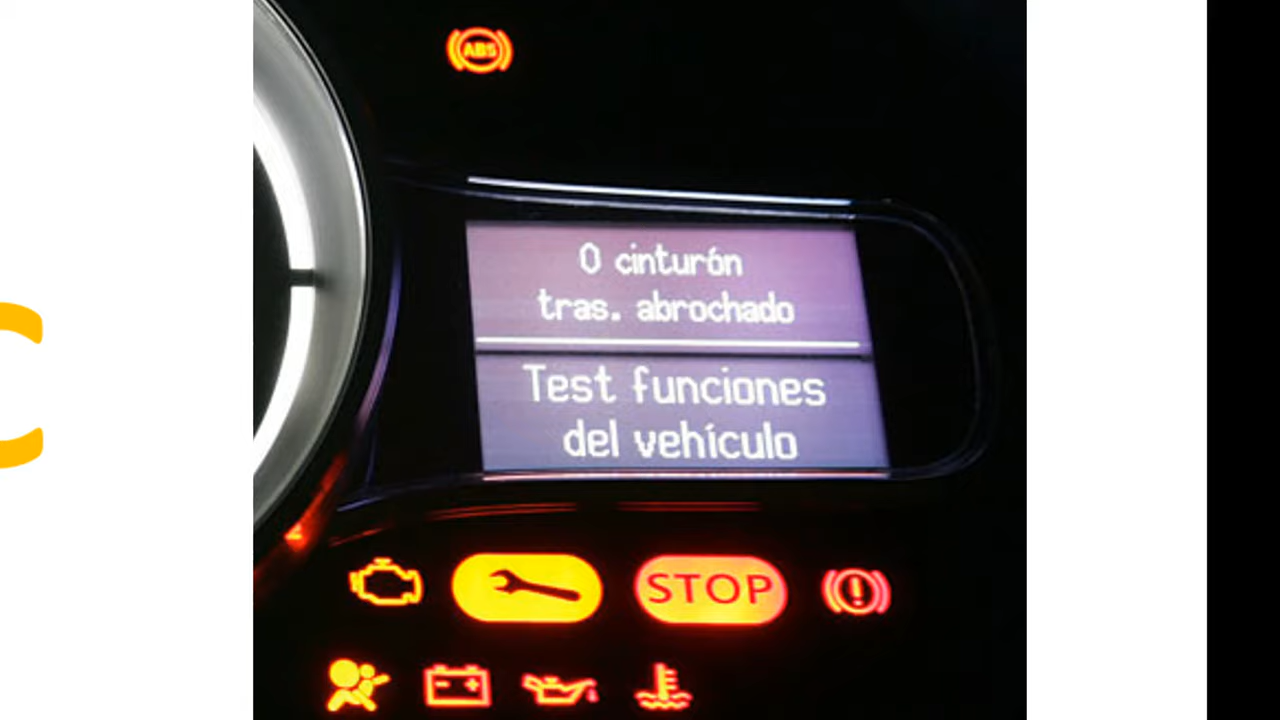 ABS
0 cinturón
tras. abrochado
Test funciones
del vehículo
STOP